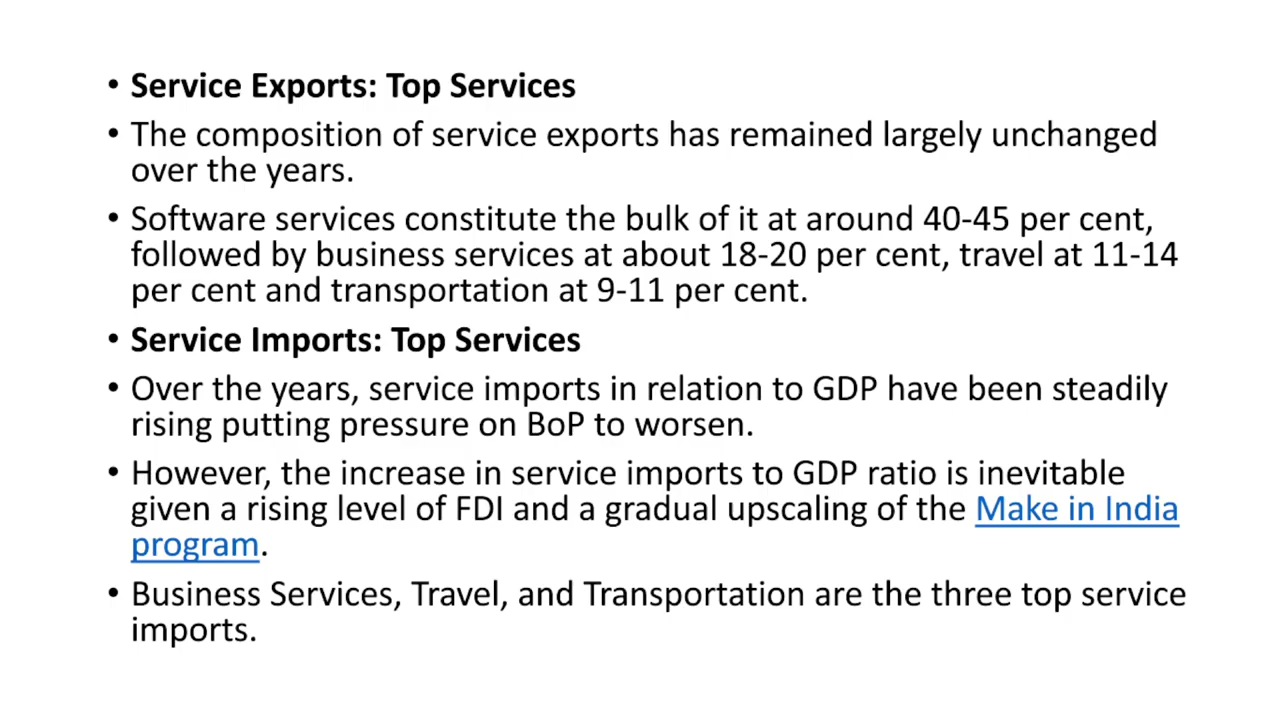 • Service Exports: Top Services
• The composition of service exports has remained largely unchanged
over the years.
• Software services constitute the bulk of it at around 40-45 per cent,
followed by business services at about 18-20 per cent, travel at 11-14
per cent and transportation at 9-11 per cent.
• Service Imports: Top Services
• Over the years, service imports in relation to GDP have been steadily
rising putting pressure on BoP to worsen.
• However, the increase in service imports to GDP ratio is inevitable
given a rising level of FDI and a gradual upscaling of the Make in India
program.
• Business Services, Travel, and Transportation are the three top service
imports.